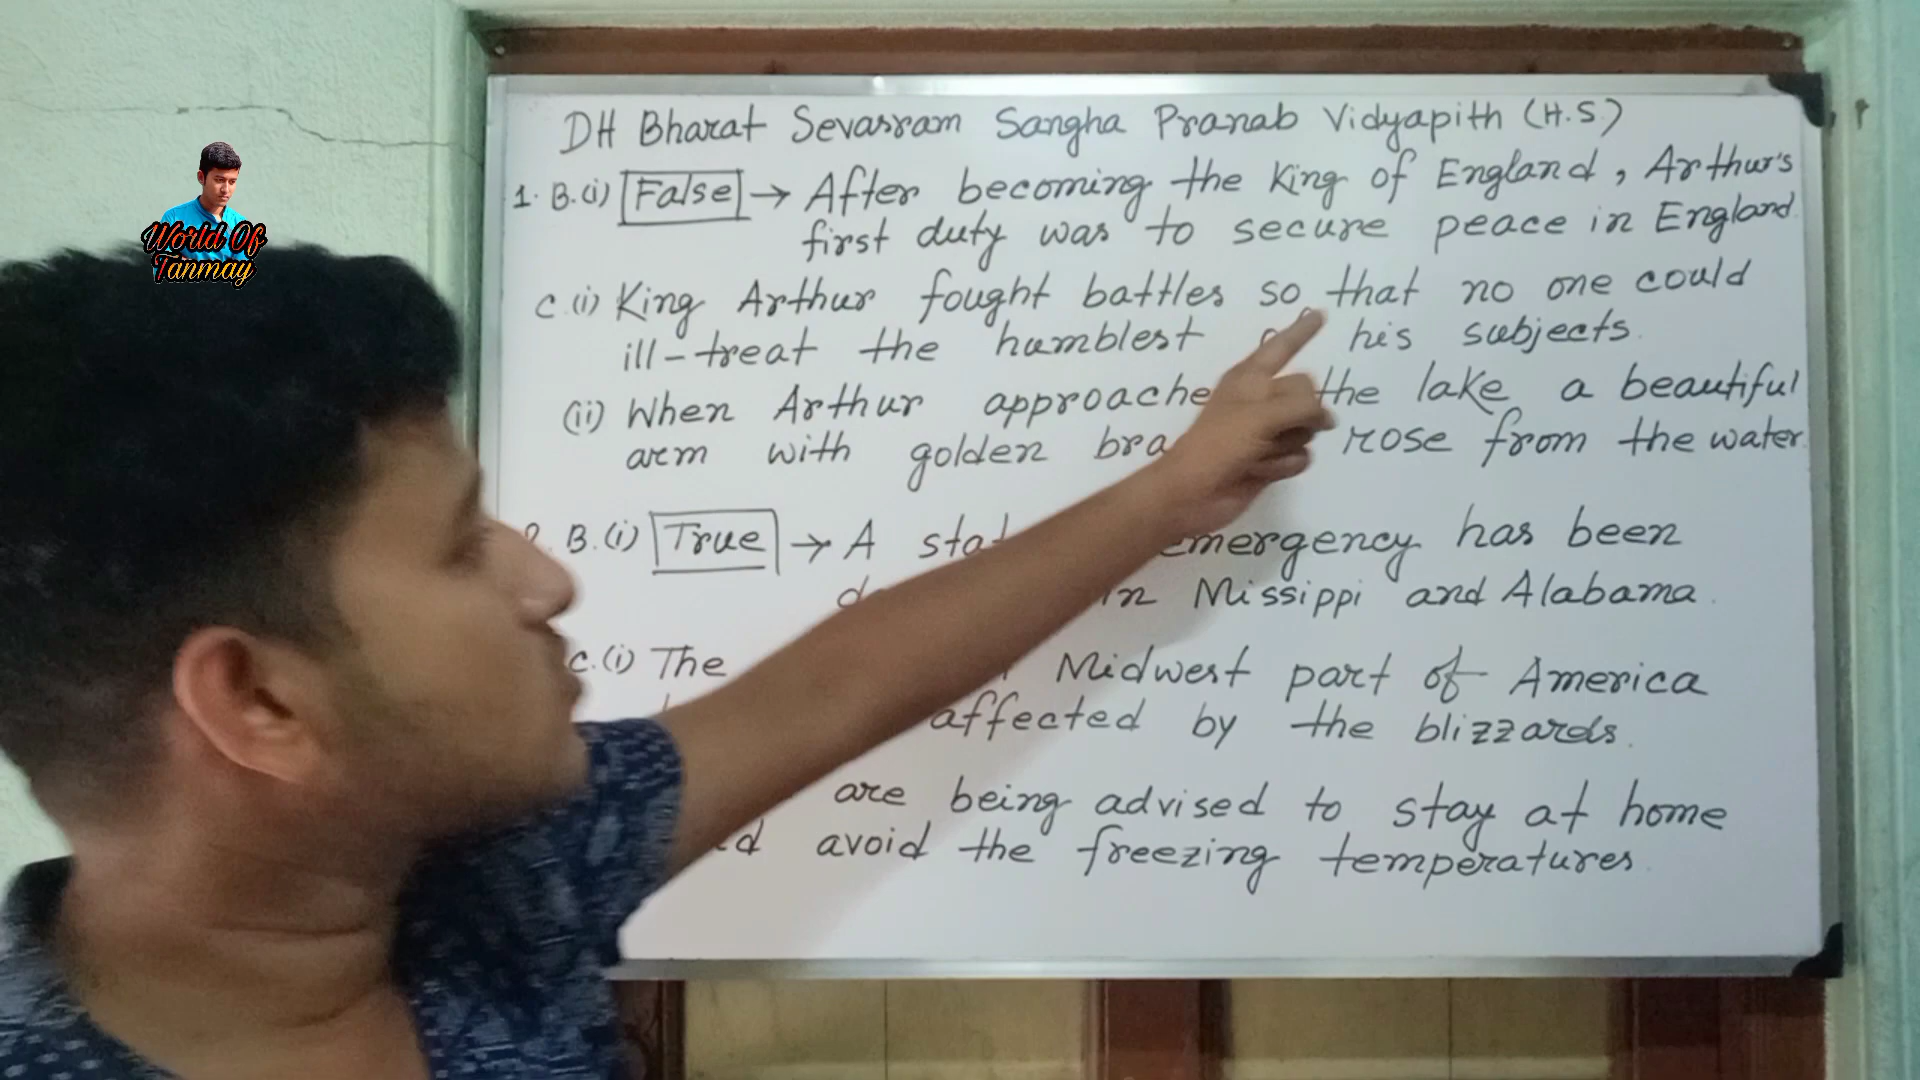 World Of
Tanmay
DH Bharat Sevasram Sangha Pranab Vidyapith (H.S)
1. B.(i) False → After becoming the King of England, Arthur's
first duty was to secure peace in England.
C.(i) King Arthur fought battles so that no one could
ill-treat the humblest his subjects.
(ii) When Arthur the lake a beautiful
arm with golden rose from the water.
B.(i) True → A emergency has been
in Missippi and Alabama.
C.(i) The Midwest part of America
affected by the blizzards.
are being advised to stay at home
avoid the freezing temperatures.